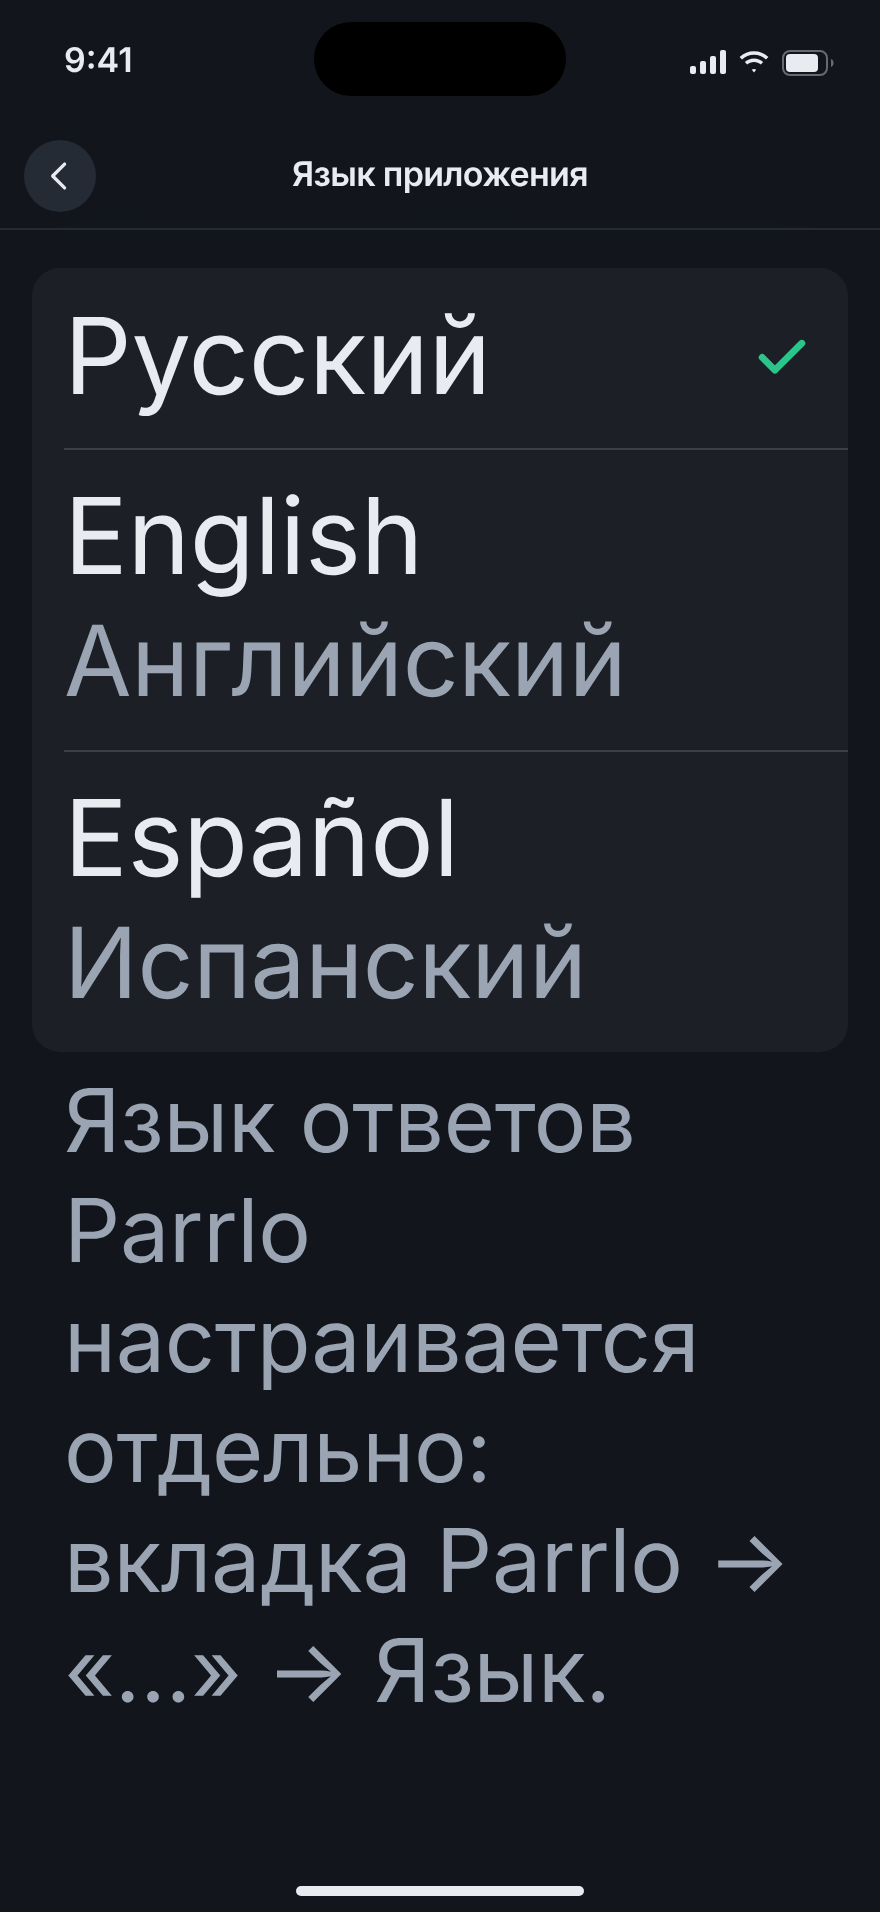 9:41
Язык приложения
Русский
English
Английский
Español
Испанский
Язык ответов
Parrlo
настраивается
отдельно:
вкладка Parrlo →
«…» → Язык.